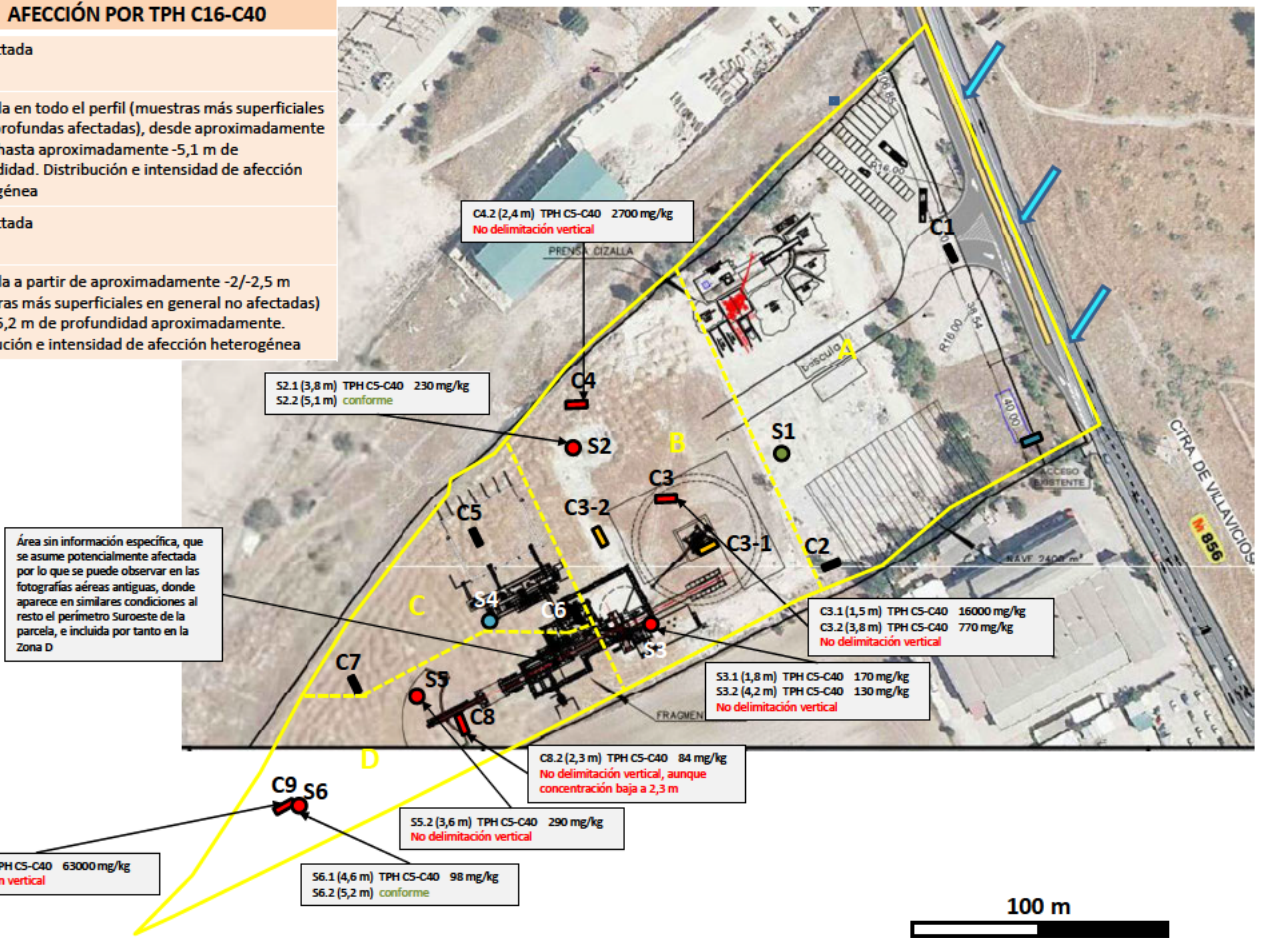 AFECCIÓN POR TPH C16-C40
ctada
da en todo el perfil (muestras más superficiales
profundas afectadas), desde aproximadamente
hasta aproximadamente -5,1 m de
didad. Distribución e intensidad de afección
génea
ctada
da a partir de aproximadamente -2/-2,5 m
ras más superficiales en general no afectadas)
5,2 m de profundidad aproximadamente.
ución e intensidad de afección heterogénea
C4.2 (2,4 m) TPH C5-C40 2700 mg/kg
No delimitación vertical
PRENSA CIZALLA
R16.00
C1
38,54
R16.00
báscula
A
S2.1 (3,8 m) TPH C5-C40 230 mg/kg
S2.2 (5,1 m) conforme
C4
S2
B
S1
40.00
CTRA. DE VILLAVICIOS
ACCESO
EXISTENTE
C3
C5
C3-2
C3-1
C2
M 856
NAVE 2400 m²
Área sin información específica, que
se asume potencialmente afectada
por lo que se puede observar en las
fotografías aéreas antiguas, donde
aparece en similares condiciones al
resto el perímetro Suroeste de la
parcela, e incluida por tanto en la
Zona D
C
S4
C6
S3
C3.1 (1,5 m) TPH C5-C40 16000 mg/kg
C3.2 (3,8 m) TPH C5-C40 770 mg/kg
No delimitación vertical
C7
S5
S3.1 (1,8 m) TPH C5-C40 170 mg/kg
S3.2 (4,2 m) TPH C5-C40 130 mg/kg
No delimitación vertical
C8
FRAGMEN
D
C8.2 (2,3 m) TPH C5-C40 84 mg/kg
No delimitación vertical, aunque
concentración baja a 2,3 m
C9
S6
S5.2 (3,6 m) TPH C5-C40 290 mg/kg
No delimitación vertical
PH C5-C40 63000 mg/kg
n vertical
S6.1 (4,6 m) TPH C5-C40 98 mg/kg
S6.2 (5,2 m) conforme
100 m